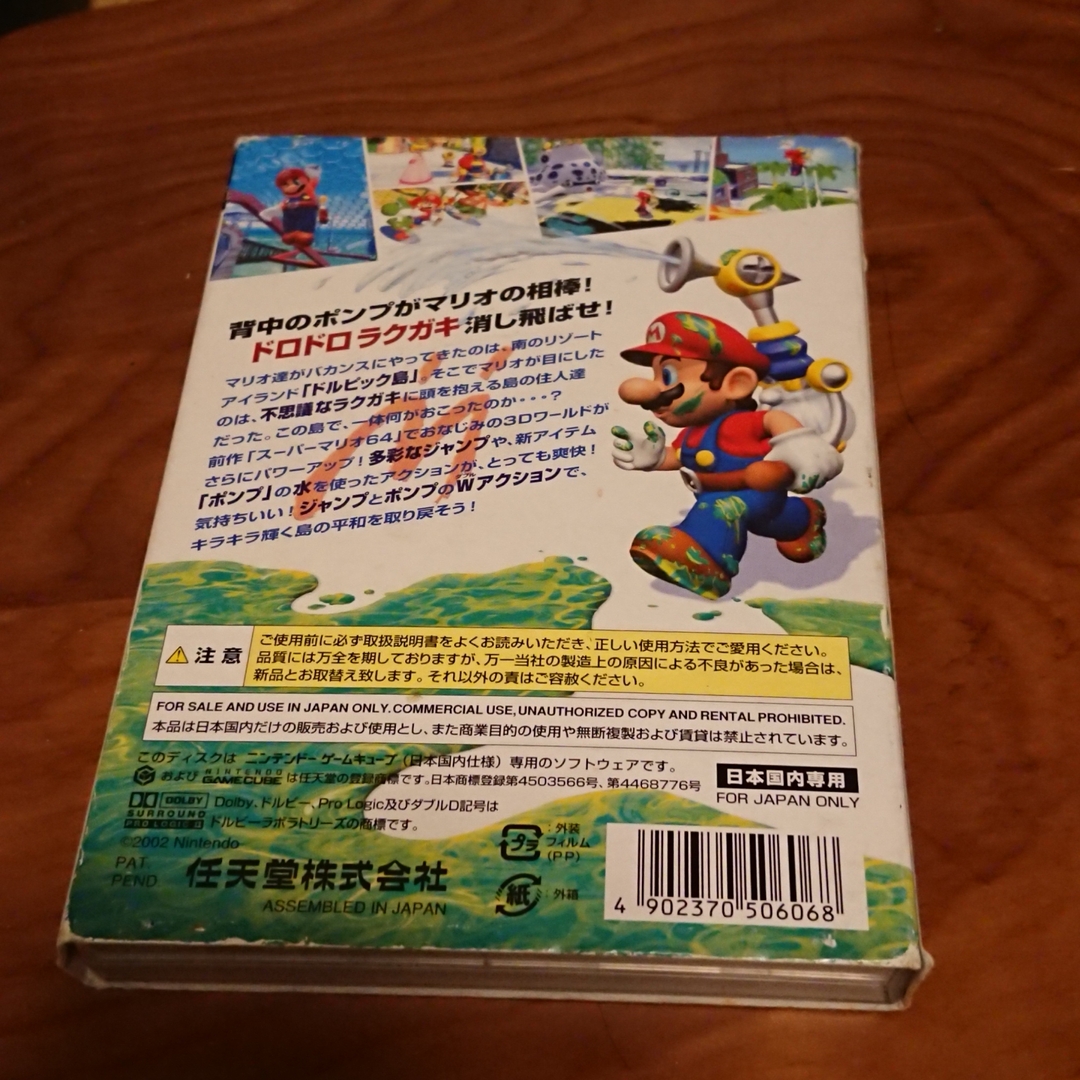 背中のポンプがマリオの相棒!
ドロドロラクガキ消し飛ばせ!
マリオ達がバカンスにやってきたのは、南のリゾート
アイランド「ドルピック島」。そこでマリオが目にした
のは、不思議なラクガキに頭を抱える島の住人達
だった。この島で、一体何がおこったのか・・・?
前作「スーパーマリオ64」でおなじみの3Dワールドが
さらにパワーアップ!多彩なジャンプや、新アイテム
「ポンプ」の水を使ったアクションが、とっても爽快!
気持ちいい!ジャンプとポンプのWアクションで、
キラキラ輝く島の平和を取り戻そう!
M
注意
ご使用前に必ず取扱説明書をよくお読みいただき、正しい使用方法でご愛用ください。
品質には万全を期しておりますが、万一当社の製造上の原因による不良があった場合は、
新品とお取替え致します。それ以外の責はご容赦ください。
FOR SALE AND USE IN JAPAN ONLY. COMMERCIAL USE, UNAUTHORIZED COPY AND RENTAL PROHIBITED.
本品は日本国内だけの販売および使用とし、また商業目的の使用や無断複製および賃貸は禁止されています。
このディスクは ニンテンドー ゲームキューブ(日本国内仕様)専用のソフトウェアです。
および NINTENDO GAMECUBE は任天堂の登録商標です。日本商標登録第4503566号、第4468776号
日本国内専用
FOR JAPAN ONLY
DOLBY
SURROUND
PRO LOGIC II
Dolby、ドルビー、Pro Logic及びダブルD記号は
ドルビーラボラトリーズの商標です。
©2002 Nintendo
PAT
PEND
任天堂株式会社
ASSEMBLED IN JAPAN
プラ
:外装
フィルム
(PP)
紙
:外箱
4 902370 506068